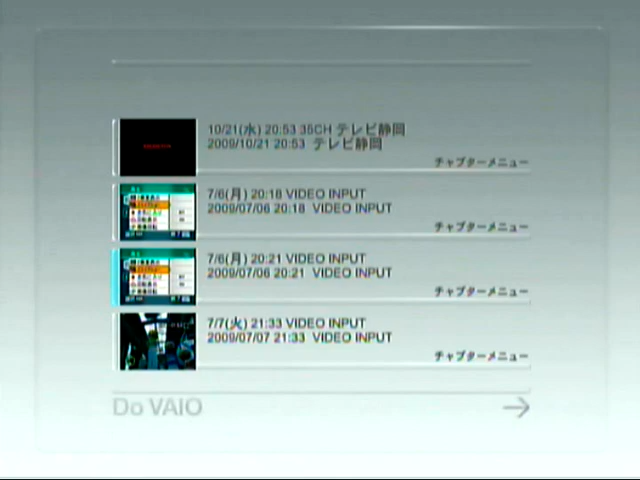 10/21(水) 20:53 35CH テレビ静岡
2009/10/21 20:53 テレビ静岡
チャプターメニュー
7/6(月) 20:18 VIDEO INPUT
2009/07/06 20:18 VIDEO INPUT
チャプターメニュー
7/6(月) 20:21 VIDEO INPUT
2009/07/06 20:21 VIDEO INPUT
チャプターメニュー
7/7(火) 21:33 VIDEO INPUT
2009/07/07 21:33 VIDEO INPUT
チャプターメニュー
Do VAIO